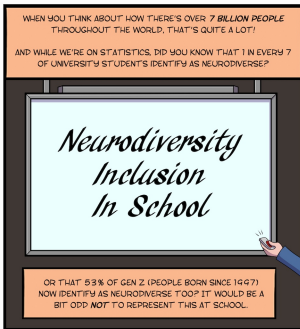 WHEN YOU THINK ABOUT HOW THERE'S OVER 7 BILLION PEOPLE
THROUGHOUT THE WORLD, THAT'S QUITE A LOT!
AND WHILE WE'RE ON STATISTICS, DID YOU KNOW THAT 1 IN EVERY 7
OF UNIVERSITY STUDENTS IDENTIFY AS NEURODIVERSE?
Neurodiversity
Inclusion
In School
OR THAT 53% OF GEN Z (PEOPLE BORN SINCE 1997)
NOW IDENTIFY AS NEURODIVERSE TOO? IT WOULD BE A
BIT ODD NOT TO REPRESENT THIS AT SCHOOL.